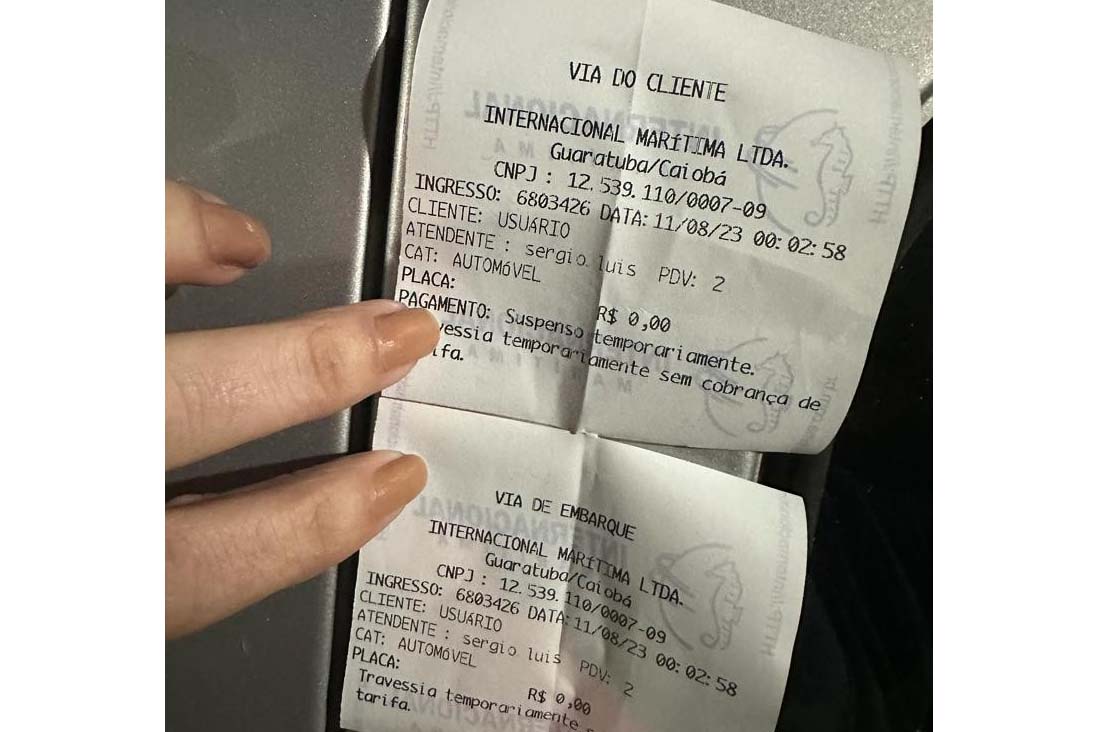 VIA DO CLIENTE
INTERNACIONAL MARíTIMA LTDA.
Guaratuba/Caiobá
CNPJ: 12.539.110/0007-09
INGRESSO: 6803426 DATA: 11/08/23 00:02:58
CLIENTE: USUÁRIO
ATENDENTE : sergio luis PDV: 2
CAT: AUTOMÓVEL
PLACA:
R$ 0,00
PAGAMENTO: Suspenso temporariamente.
vessia temporariamente sem cobrança de
ifa.
VIA DE EMBARQUE
INTERNACIONAL MARíTIMA LTDA.
Guaratuba/Caiobá
CNPJ: 12.539.110/0007-09
INGRESSO: 6803426 DATA: 11/08/23 00:02:58
CLIENTE: USUÁRIO
ATENDENTE : sergio luis PDV: 2
CAT: AUTOMÓVEL
PLACA:
R$ 0,00
Travessia temporariamente
tarifa.